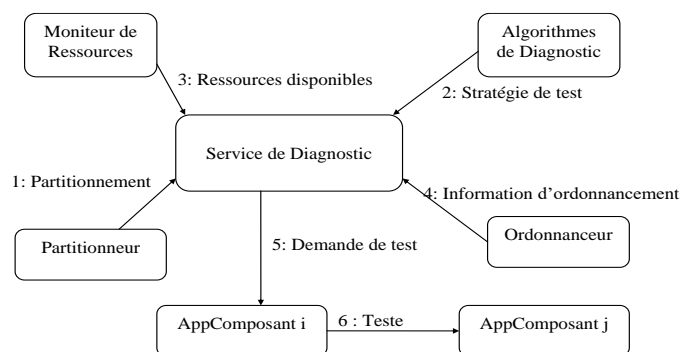 Moniteur de
Ressources
Algorithmes
de Diagnostic
3: Ressources disponibles
2: Stratégie de test
Service de Diagnostic
1: Partitionnement
4: Information d'ordonnancement
Partitionneur
Ordonnanceur
5: Demande de test
AppComposant i
6 : Teste
AppComposant j